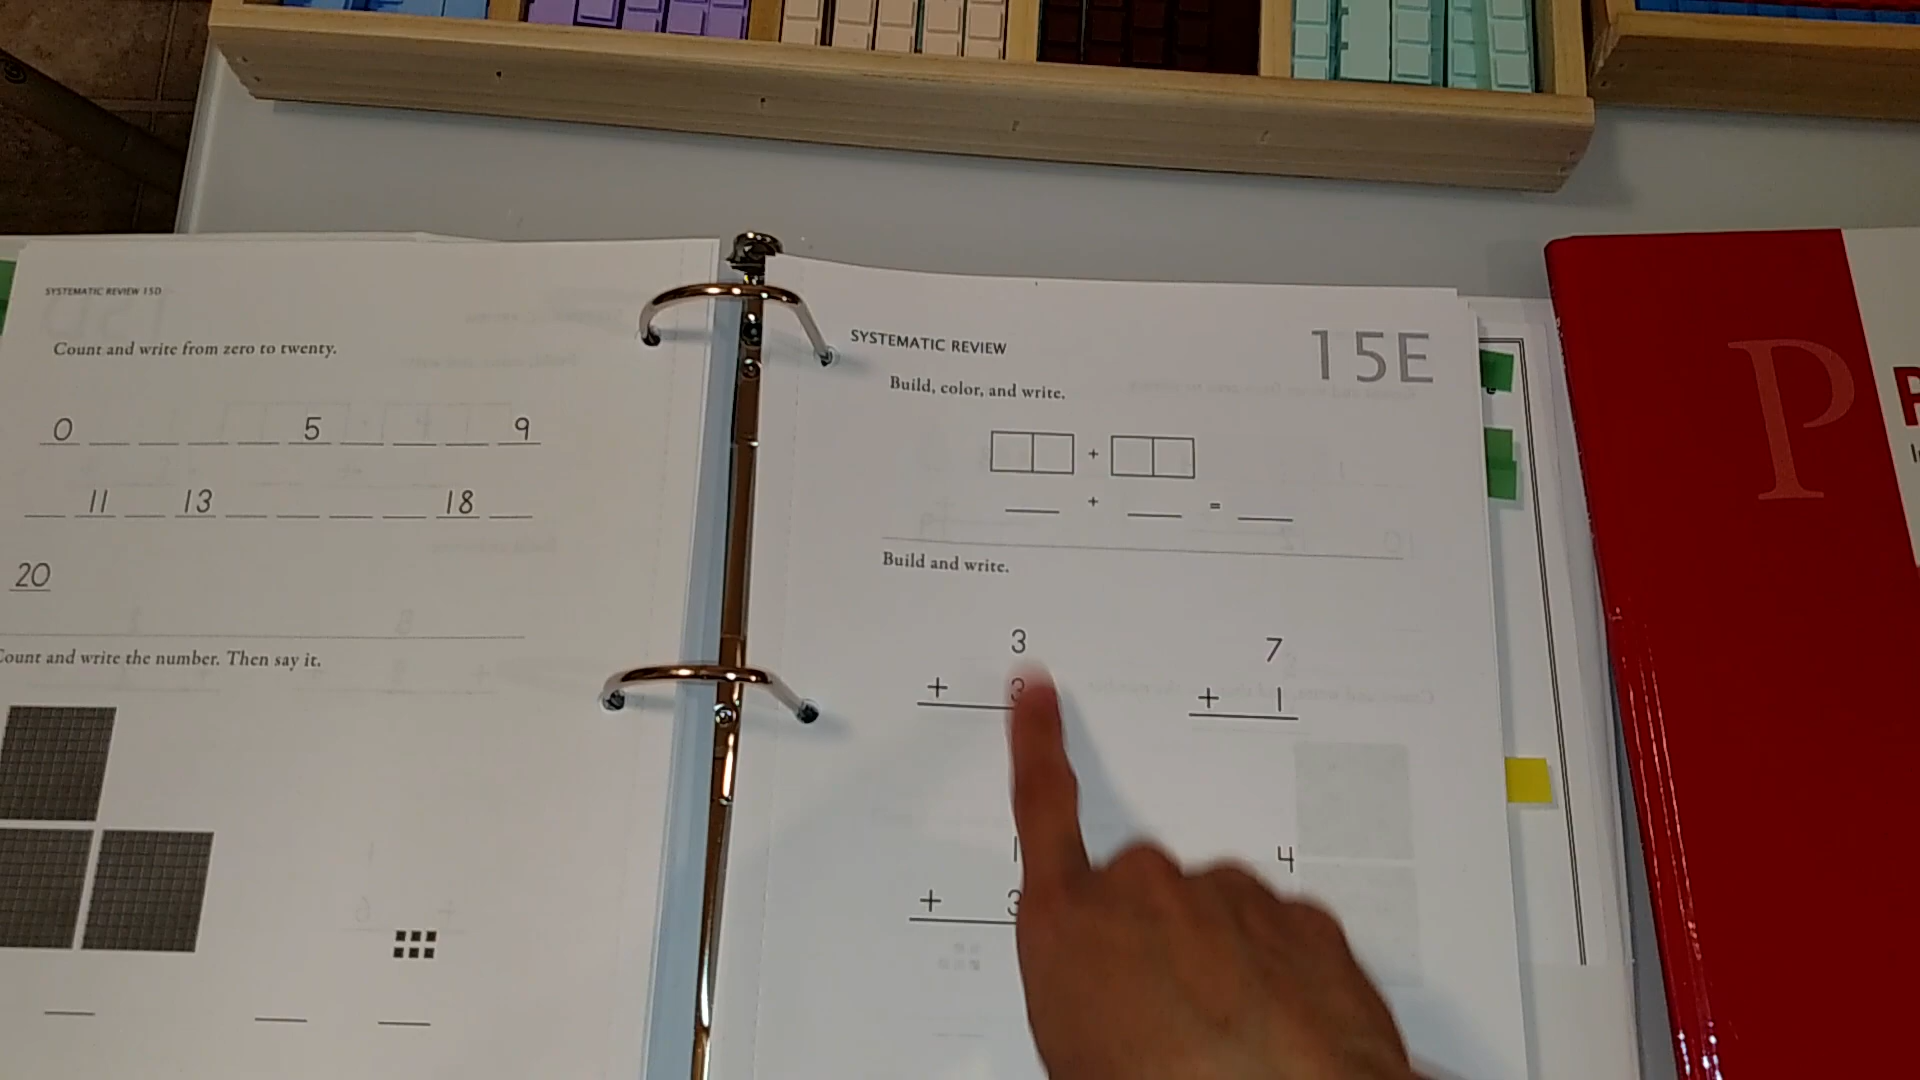 SYSTEMATIC REVIEW 15D
Count and write from zero to twenty.
0 5 9
11 13 18
20
Count and write the number. Then say it.
SYSTEMATIC REVIEW
15E
Build, color, and write.
+
+ =
Build and write.
3
+ 3
7
+ 1
1
+ 3
4
P